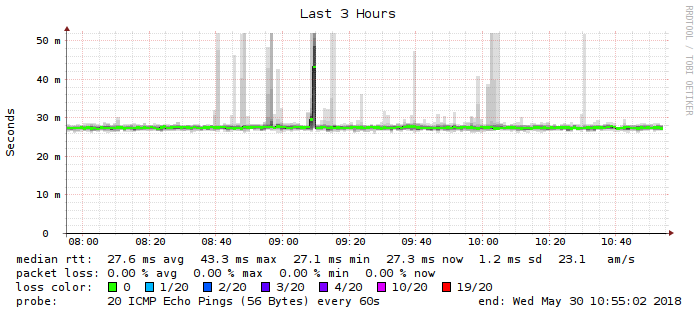 Last 3 Hours
RRDTOOL / TOBI OETIKER
Seconds
50 m
40 m
30 m
20 m
10 m
0
08:00 08:20 08:40 09:00 09:20 09:40 10:00 10:20 10:40
median rtt: 27.6 ms avg 43.3 ms max 27.1 ms min 27.3 ms now 1.2 ms sd 23.1 am/s
packet loss: 0.00 % avg 0.00 % max 0.00 % min 0.00 % now
loss color: 0 1/20 2/20 3/20 4/20 10/20 19/20
probe: 20 ICMP Echo Pings (56 Bytes) every 60s end: Wed May 30 10:55:02 2018